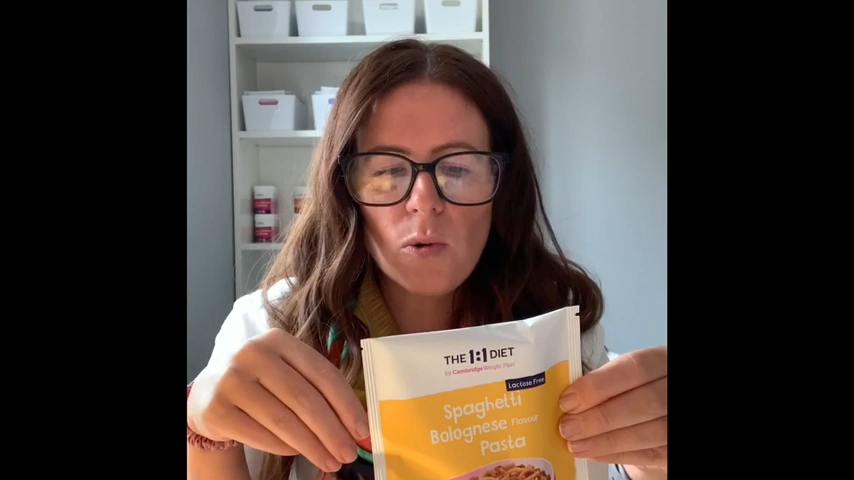 THE 1:1 DIET
by Cambridge Weight Plan
Lactose Free
Spaghetti
Bolognese Flavour
Pasta